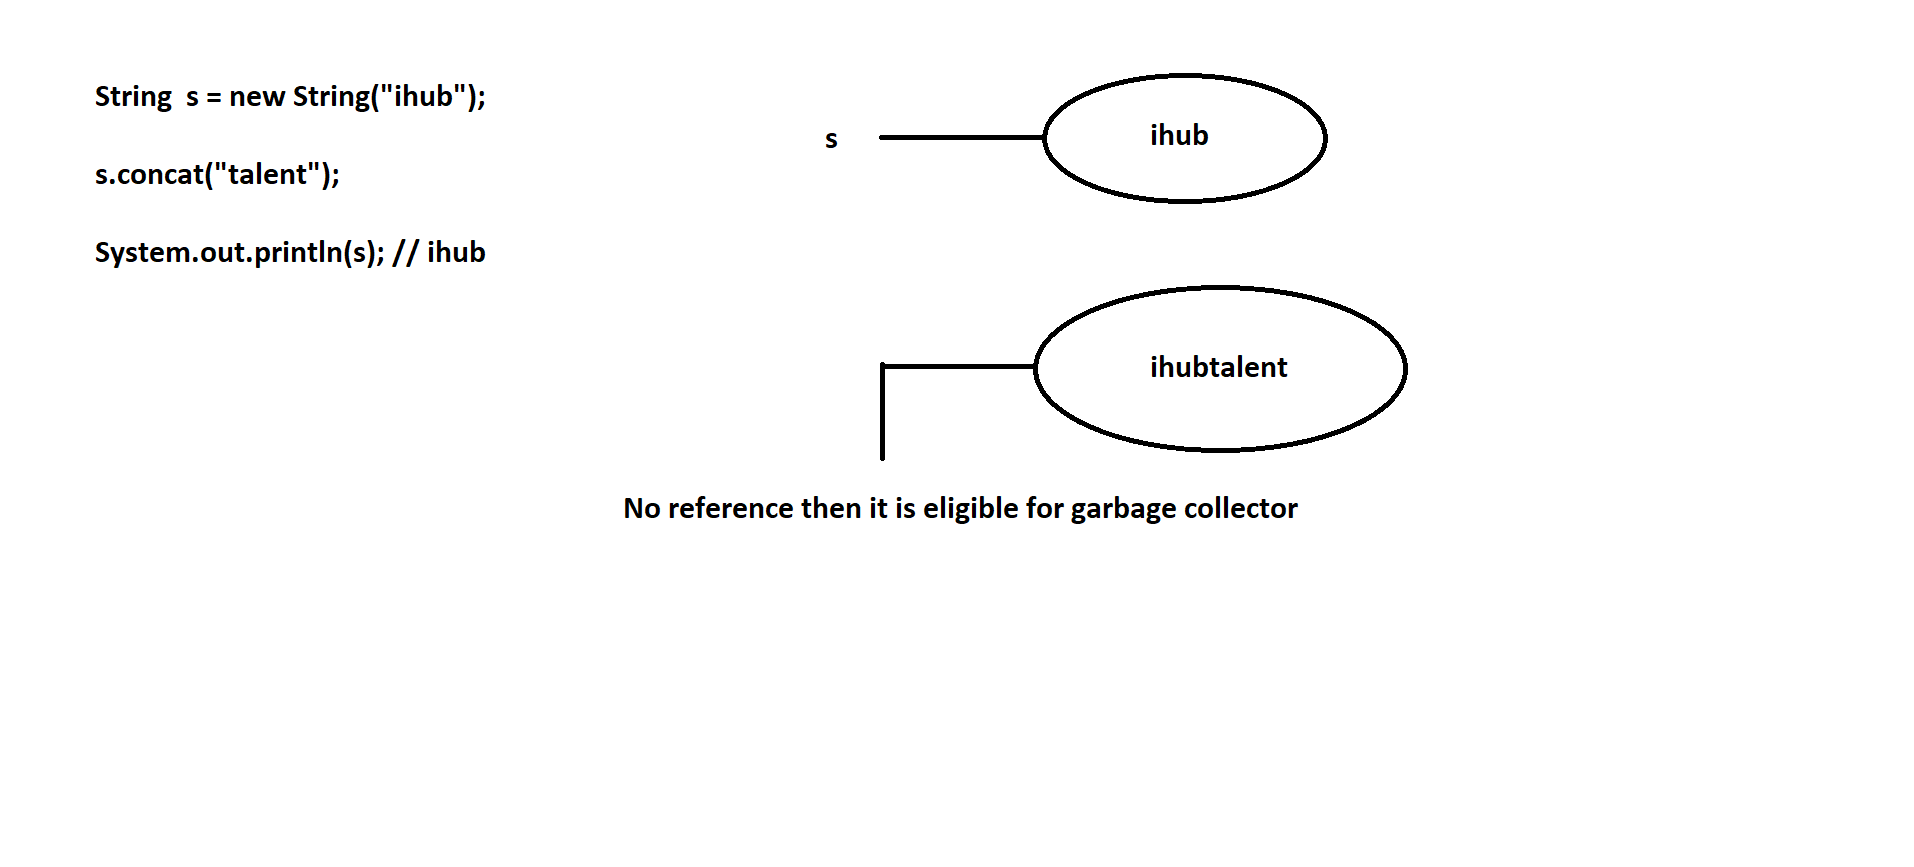 String  s = new String("ihub");
s.concat("talent");
System.out.println(s); // ihub
s
ihub
ihubtalent
No reference then it is eligible for garbage collector